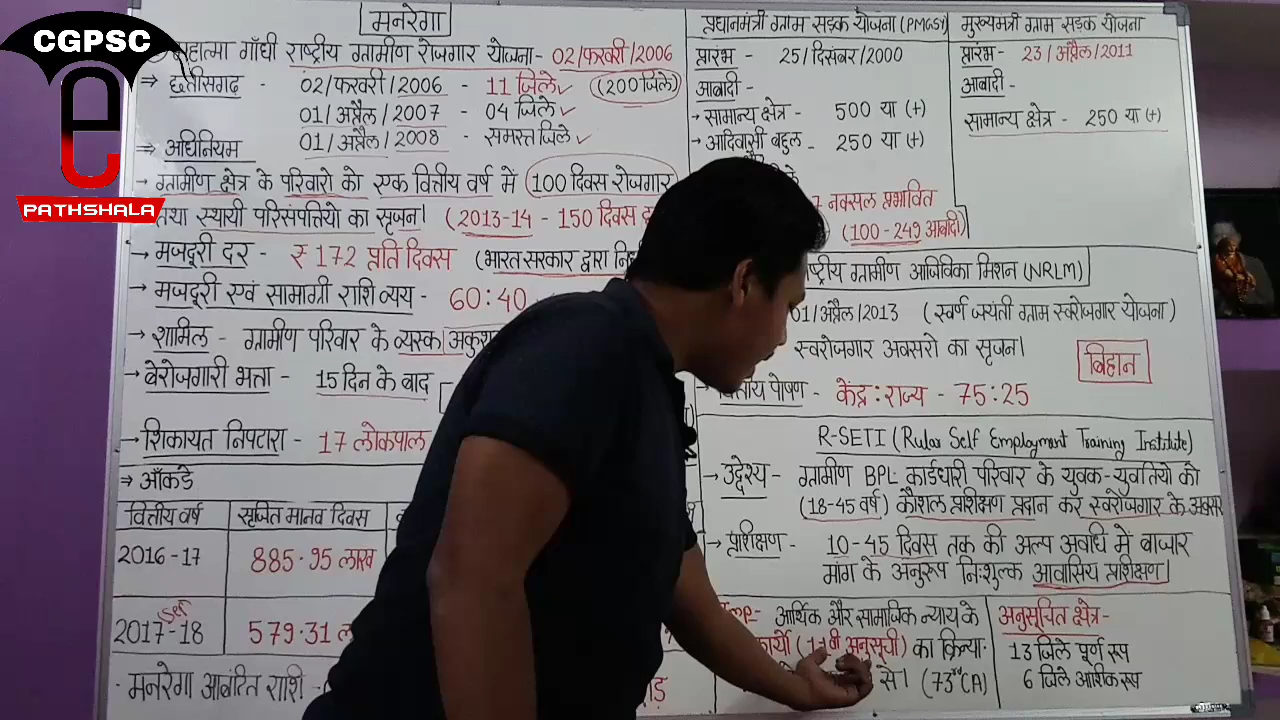 CGPSC
e
PATHSHALA
मनरेगा
महात्मा गाँधी राष्ट्रीय ग्रामीण रोजगार योजना - 02/फरवरी/2006
⇒ छत्तीसगढ़ - 02/फरवरी/2006 - 11 जिले ✓ (200 जिले)
01/अप्रैल/2007 - 04 जिले ✓
01/अप्रैल/2008 - समस्त जिले ✓
⇒ अधिनियम
→ ग्रामीण क्षेत्र के परिवारो को एक वित्तीय वर्ष में 100 दिवस रोजगार
तथा स्थायी परिसंपत्तियो का सृजन। (2013-14 - 150 दिवस
→ मजदूरी दर - ₹ 172 प्रति दिवस (भारत सरकार द्वारा
→ मजदूरी एवं सामाग्री राशि व्यय - 60:40
→ शामिल - ग्रामीण परिवार के व्यस्क
→ बेरोजगारी भत्ता - 15 दिन के बाद
→ शिकायत निपटारा - 17 लोकपाल
→ आँकडे
वित्तीय वर्ष सृजित मानव दिवस
2016-17 885.95 लाख
2017-18 579.31
मनरेगा आबंटित राशि -
प्रधानमंत्री ग्राम सड़क योजना (PMGSY)
प्रारंभ - 25/दिसंबर/2000
आबादी -
→ सामान्य क्षेत्र - 500 या (+)
→ आदिवासी बहुल - 250 या (+)
नक्सल प्रभावित
(100-249 आबादी)
मुख्यमंत्री ग्राम सड़क योजना
प्रारंभ - 23/अप्रैल/2011
आबादी -
सामान्य क्षेत्र - 250 या (+)
राष्ट्रीय ग्रामीण आजिविका मिशन (NRLM)
01/अप्रैल/2013 (स्वर्ण जयंती ग्राम स्वरोजगार योजना)
स्वरोजगार अवसरो का सृजन।
बिहान
वित्तीय पोषण - केंद्र : राज्य - 75:25
R-SETI (Rular Self Employment Training Institute)
→ उद्देश्य - ग्रामीण BPL कार्डधारी परिवार के युवक-युवतियो को
(18-45 वर्ष) कौशल प्रशिक्षण प्रदान कर स्वरोजगार के अवसर
→ प्रशिक्षण - 10-45 दिवस तक की अल्प अवधि में बाजार
मांग के अनुरूप निःशुल्क आवासिय प्रशिक्षण।
आर्थिक और सामाजिक न्याय के
कार्यो (11वी अनुसूची) का क्रिया.
से। (73rd CA)
अनुसूचित क्षेत्र -
13 जिले पूर्ण रूप
6 जिले आंशिक रूप